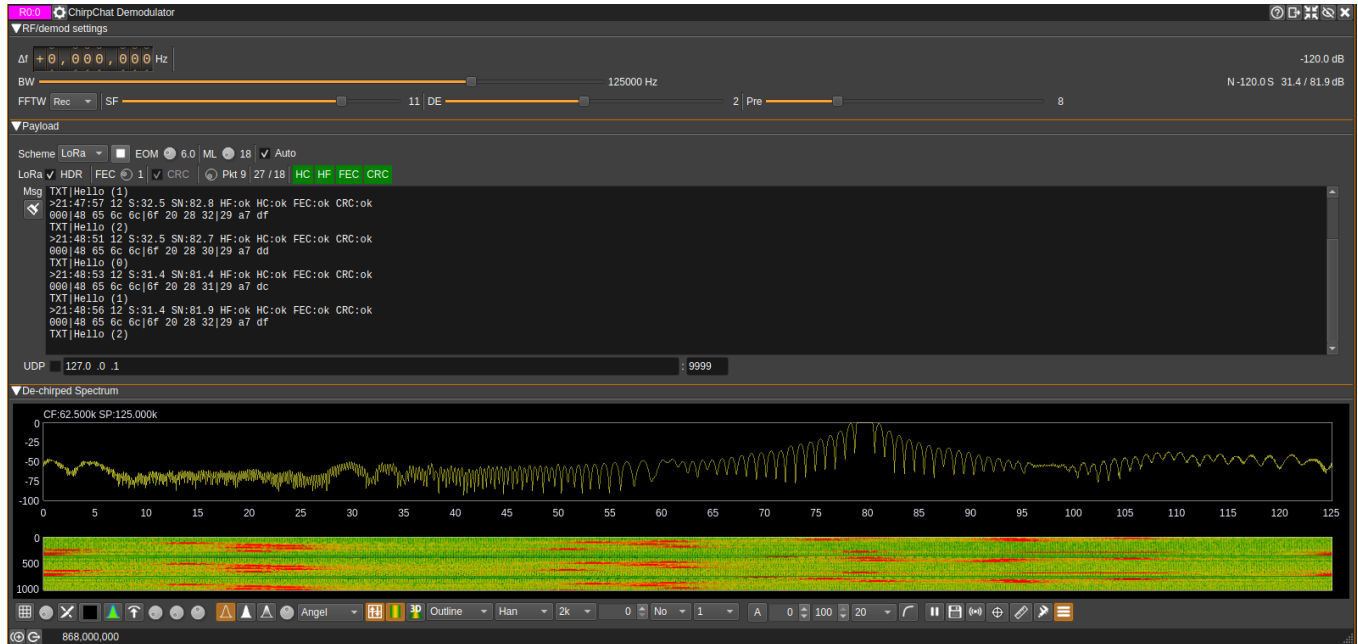 R0:0 ChirpChat Demodulator
RF/demod settings
Δf +0,000,000 Hz -120.0 dB
BW 125000 Hz N -120.0 S 31.4 / 81.9 dB
FFTW Rec SF 11 DE 2 Pre 8
Payload
Scheme LoRa EOM 6.0 ML 18 Auto
LoRa HDR FEC 1 CRC Pkt 9 27 / 18 HC HF FEC CRC
Msg TXT|Hello (1)
>21:47:57 12 S:32.5 SN:82.8 HF:ok HC:ok FEC:ok CRC:ok
000|48 65 6c 6c|6f 20 28 32|29 a7 df
TXT|Hello (2)
>21:48:51 12 S:32.5 SN:82.7 HF:ok HC:ok FEC:ok CRC:ok
000|48 65 6c 6c|6f 20 28 30|29 a7 dd
TXT|Hello (0)
>21:48:53 12 S:31.4 SN:81.4 HF:ok HC:ok FEC:ok CRC:ok
000|48 65 6c 6c|6f 20 28 31|29 a7 dc
TXT|Hello (1)
>21:48:56 12 S:31.4 SN:81.9 HF:ok HC:ok FEC:ok CRC:ok
000|48 65 6c 6c|6f 20 28 32|29 a7 df
TXT|Hello (2)
UDP 127.0 .0 .1 : 9999
De-chirped Spectrum
CF:62.500k SP:125.000k
0
-25
-50
-75
-100
0 5 10 15 20 25 30 35 40 45 50 55 60 65 70 75 80 85 90 95 100 105 110 115 120 125
0
500
1000
Angel 3D Outline Han 2k 0 No 1 A 0 100 20
868,000,000